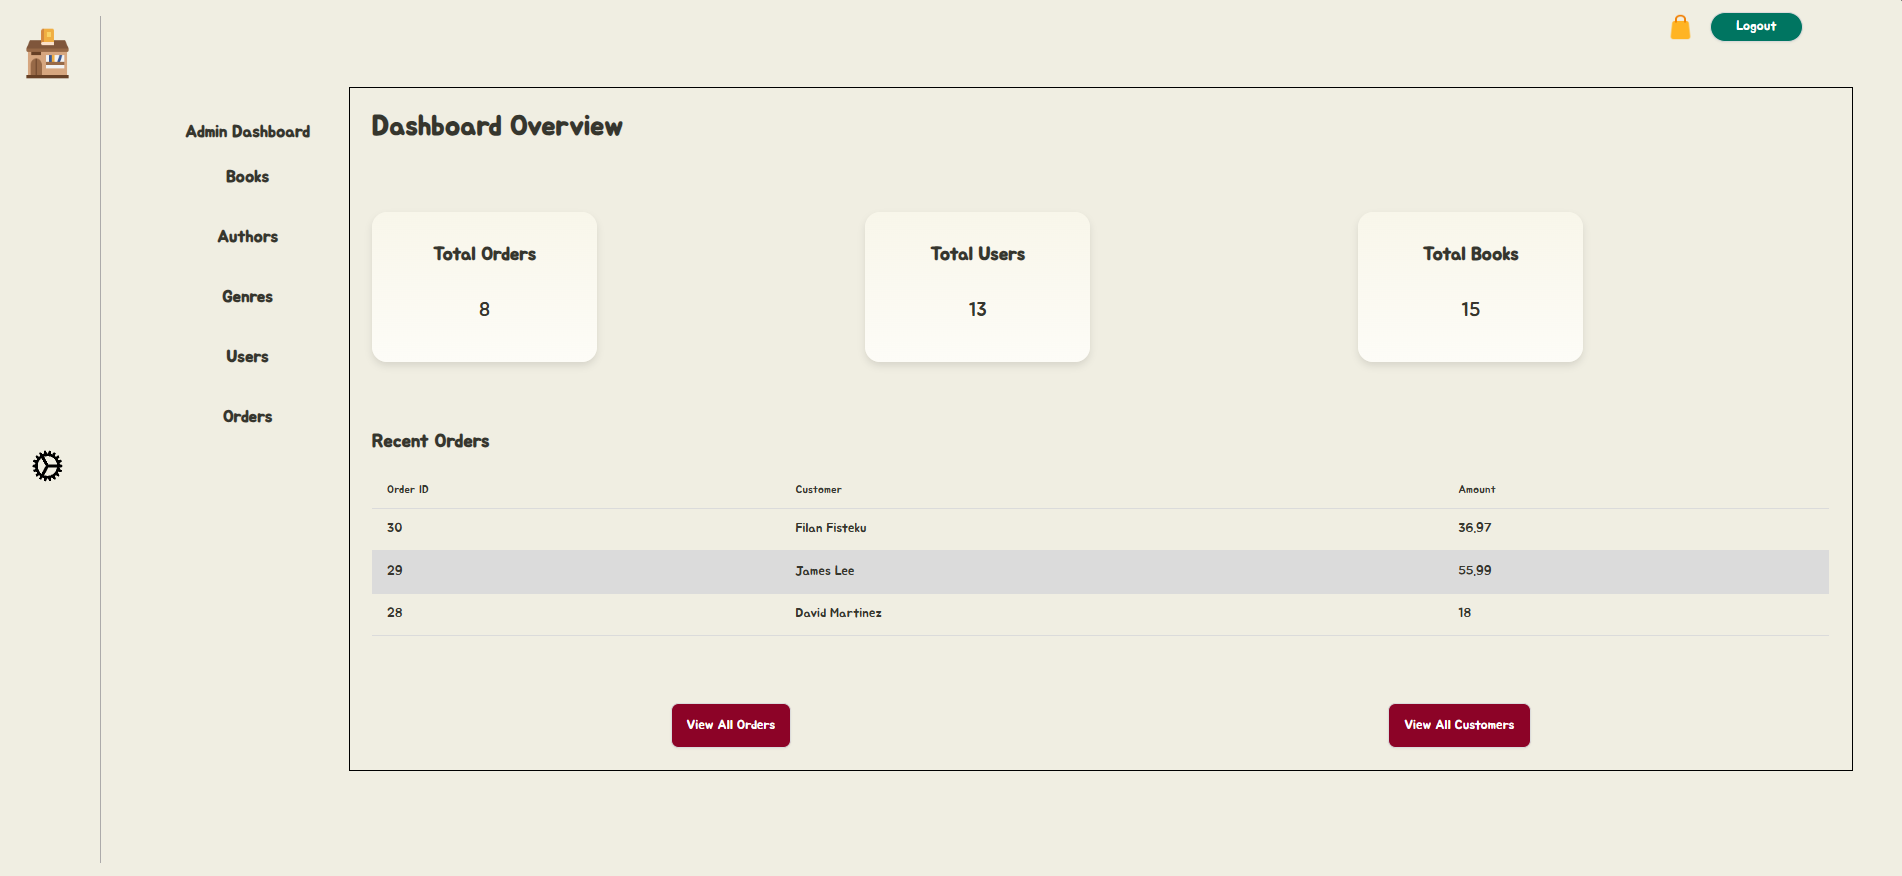 Logout
Admin Dashboard
Books
Authors
Genres
Users
Orders
Dashboard Overview
Total Orders
8
Total Users
13
Total Books
15
Recent Orders
Order ID Customer Amount
30 Filan Fisteku 36.97
29 James Lee 55.99
28 David Martinez 18
View All Orders
View All Customers